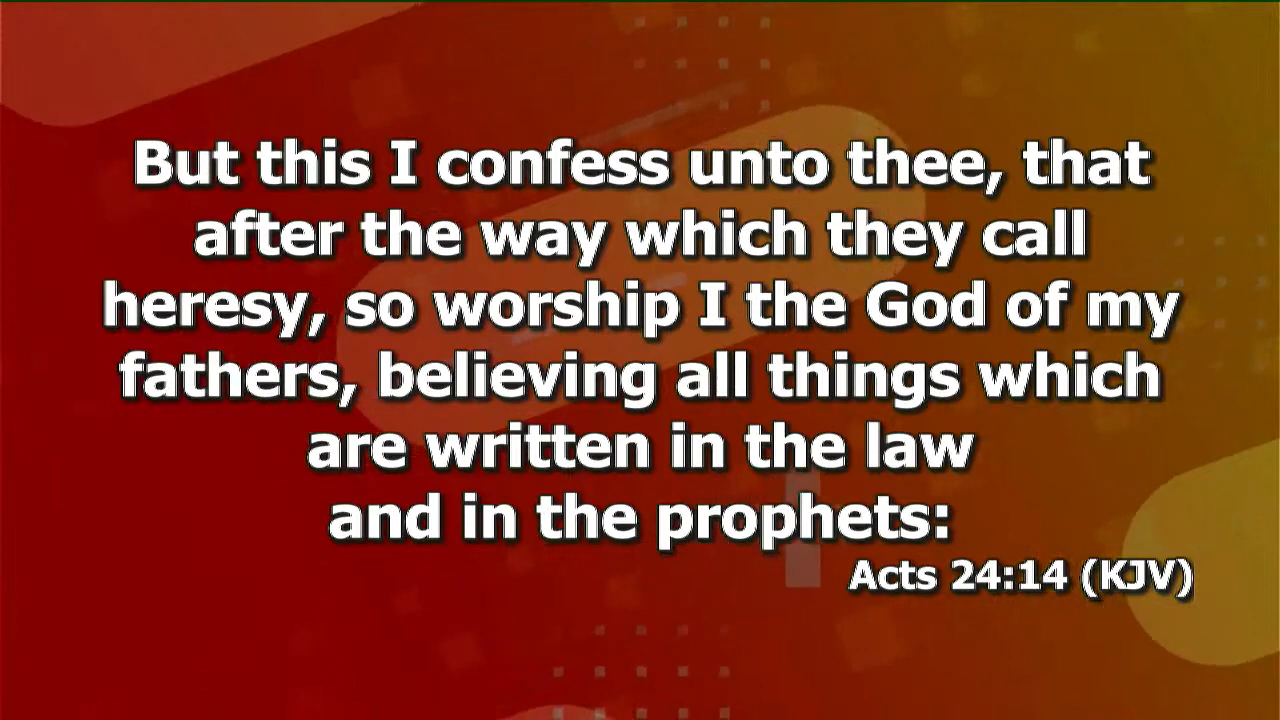 But this I confess unto thee, that
after the way which they call
heresy, so worship I the God of my
fathers, believing all things which
are written in the law
and in the prophets:
Acts 24:14 (KJV)